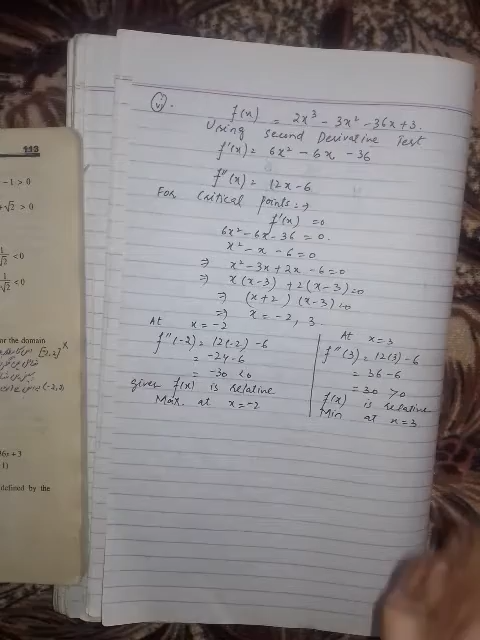 113
-1 > 0
+√2 > 0
1/√2 < 0
1/√2 < 0
or the domain
36x + 3
1)
defined by the
(v).
f(x) = 2x³ - 3x² - 36x + 3.
Using second Derivative Test
f'(x) = 6x² - 6x - 36
f''(x) = 12x - 6
For Critical points ⇒
f'(x) = 0
6x² - 6x - 36 = 0.
x² - x - 6 = 0
⇒ x² - 3x + 2x - 6 = 0
⇒ x(x-3) + 2(x-3) = 0
⇒ (x+2) (x-3) = 0
⇒ x = -2, 3.
At x = -2
f''(-2) = 12(-2) - 6
= -24 - 6
= -30 < 0
given f(x) is relative
Max. at x = -2
At x = 3
f''(3) = 12(3) - 6
= 36 - 6
= 30 > 0
f(x) is relative
Min at x = 3